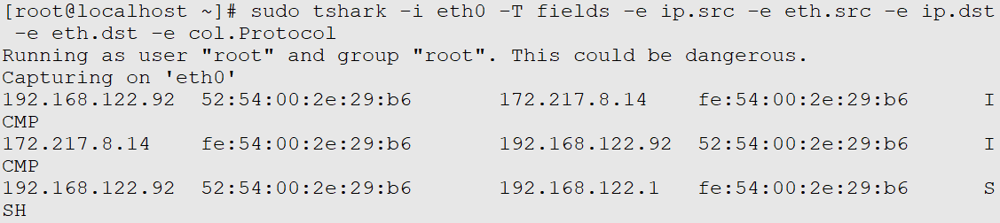 [root@localhost ~]# sudo tshark -i eth0 -T fields -e ip.src -e eth.src -e ip.dst
 -e eth.dst -e col.Protocol
Running as user "root" and group "root". This could be dangerous.
Capturing on 'eth0'
192.168.122.92  52:54:00:2e:29:b6       172.217.8.14    fe:54:00:2e:29:b6       I
CMP
172.217.8.14    fe:54:00:2e:29:b6       192.168.122.92  52:54:00:2e:29:b6       I
CMP
192.168.122.92  52:54:00:2e:29:b6       192.168.122.1   fe:54:00:2e:29:b6       S
SH